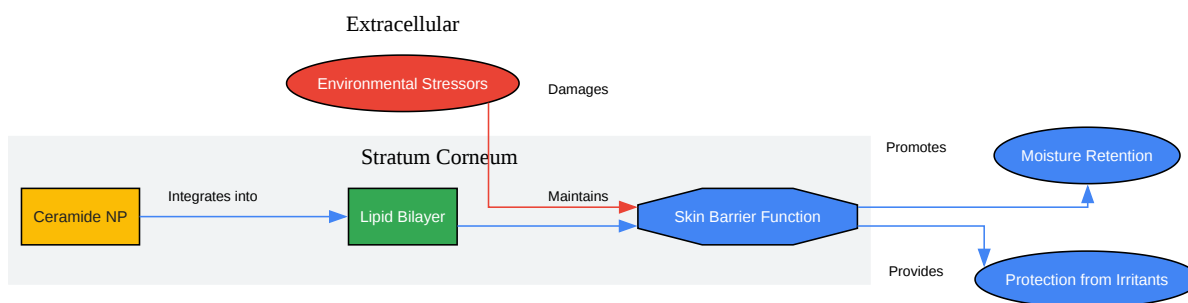 Extracellular
Environmental Stressors
Damages
Stratum Corneum
Promotes
Moisture Retention
Integrates into
Maintains
Ceramide NP
Lipid Bilayer
Skin Barrier Function
Provides
Protection from Irritants